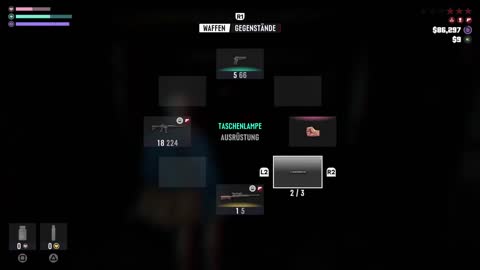 R1
WAFFEN GEGENSTÄNDE
$86,297
$9
5 66
18 224
TASCHENLAMPE
AUSRÜSTUNG
L2 R2
2 / 3
1 5
0 0